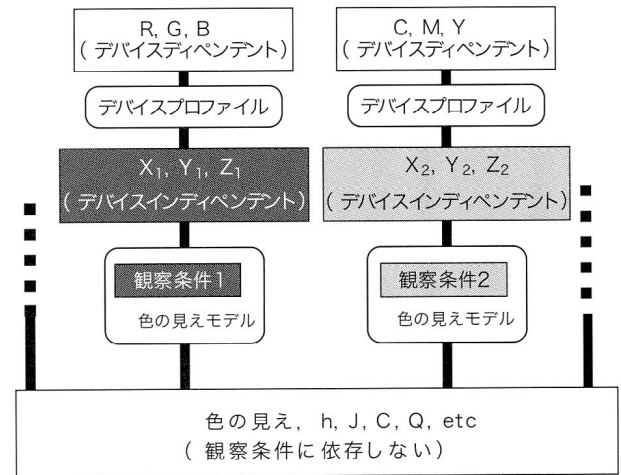 R, G, B
(デバイスディペンデント)
C, M, Y
(デバイスディペンデント)
デバイスプロファイル
デバイスプロファイル
X₁, Y₁, Z₁
(デバイスインディペンデント)
X₂, Y₂, Z₂
(デバイスインディペンデント)
観察条件1
色の見えモデル
観察条件2
色の見えモデル
色の見え, h, J, C, Q, etc
(観察条件に依存しない)